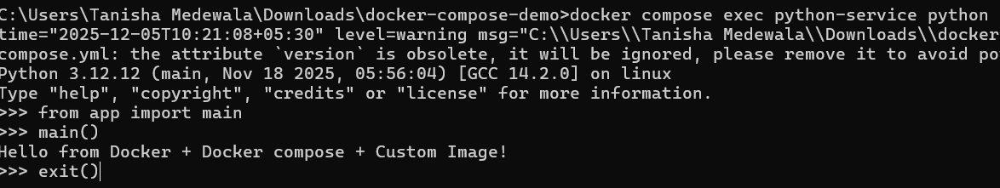 C:\Users\Tanisha Medewala\Downloads\docker-compose-demo>docker compose exec python-service python
time="2025-12-05T10:21:08+05:30" level=warning msg="C:\\Users\\Tanisha Medewala\\Downloads\\docker
compose.yml: the attribute `version` is obsolete, it will be ignored, please remove it to avoid po
Python 3.12.12 (main, Nov 18 2025, 05:56:04) [GCC 14.2.0] on linux
Type "help", "copyright", "credits" or "license" for more information.
>>> from app import main
>>> main()
Hello from Docker + Docker compose + Custom Image!
>>> exit()